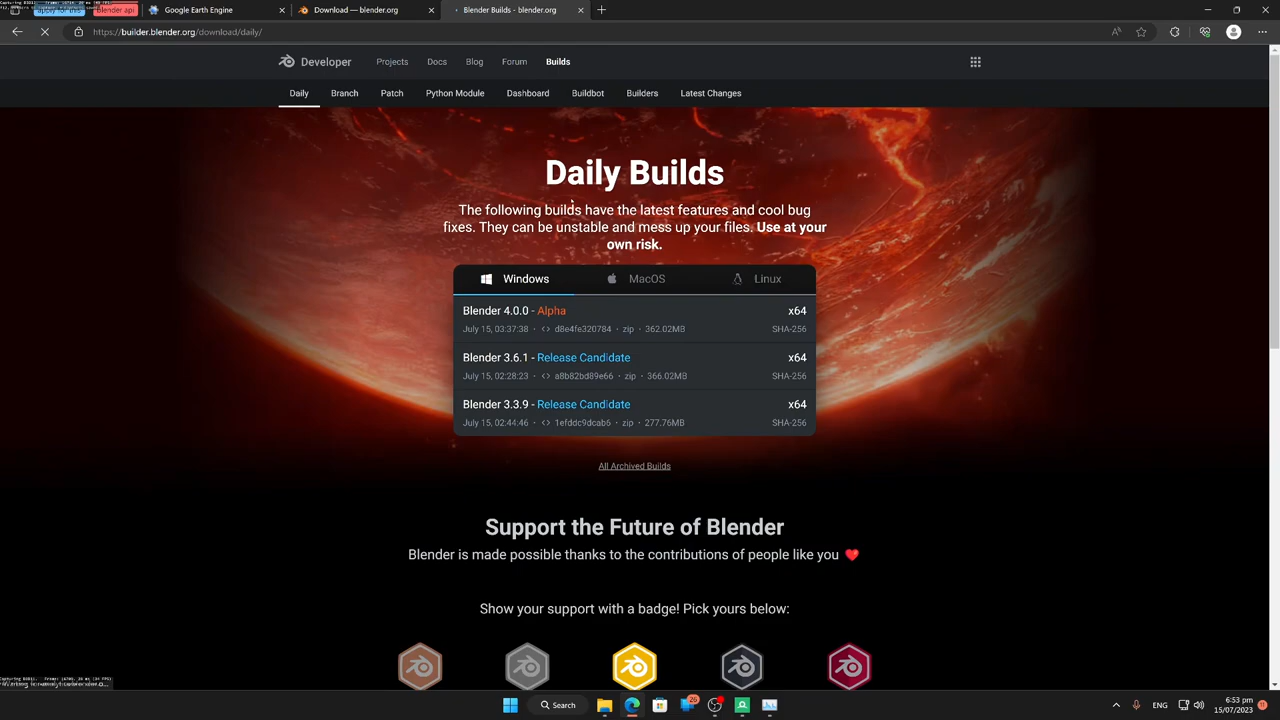 apply for this
Blender api
Google Earth Engine
Home — blender.org
Blender Builds - blender.org
https://builder.blender.org/download/daily/
Developer
Projects
Docs
Blog
Forum
Builds
Daily
Branch
Patch
Python Module
Dashboard
Buildbot
Builders
Latest Changes
Daily Builds
The following builds have the latest features and cool bug
fixes. They can be unstable and mess up your files. Use at your
own risk.
Windows
MacOS
Linux
Blender 4.0.0 - Alpha x64
July 15, 03:37:38 • <> d8e4fe320784 • zip • 362.02MB SHA-256
Blender 3.6.1 - Release Candidate x64
July 15, 02:28:23 • <> a8b82bd89e66 • zip • 366.02MB SHA-256
Blender 3.3.9 - Release Candidate x64
July 15, 02:44:46 • <> 1efddc9dcab6 • zip • 277.76MB SHA-256
All Archived Builds
Support the Future of Blender
Blender is made possible thanks to the contributions of people like you ❤
Show your support with a badge! Pick yours below:
Search
26
ENG
6:53 pm
15/07/2023